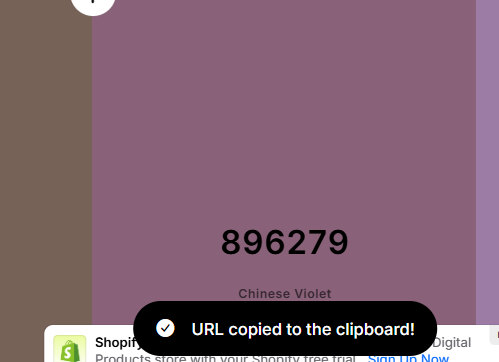 896279
Chinese Violet
URL copied to the clipboard!
Shopify
Digital
Products store with your Shopify free trial. Sign Up Now